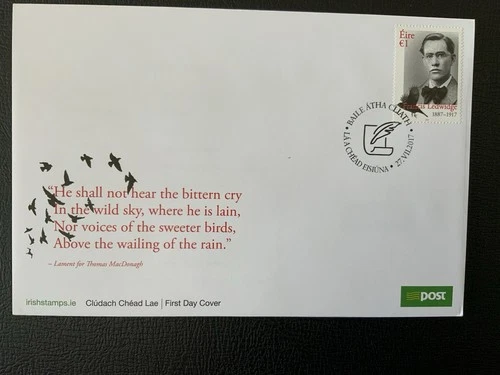 Éire
€1
Francis Ledwidge
1887–1917
• BAILE ÁTHA CLIATH •
LÁ CHÉAD EISIÚNA • 27.VII.2017
“He shall not hear the bittern cry
In the wild sky, where he is lain,
Nor voices of the sweeter birds,
Above the wailing of the rain.”
– Lament for Thomas MacDonagh
irishstamps.ie Clúdach Chéad Lae | First Day Cover
post